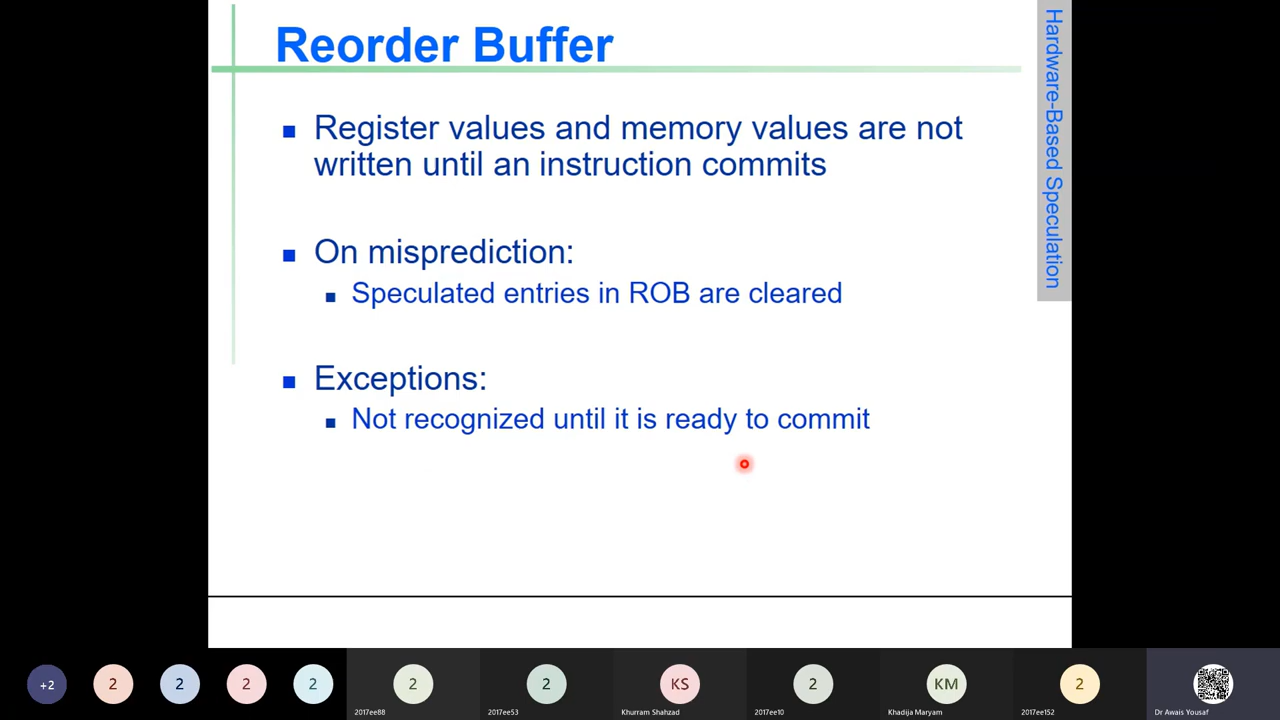 Reorder Buffer
Hardware-Based Speculation
■ Register values and memory values are not
written until an instruction commits
■ On misprediction:
■ Speculated entries in ROB are cleared
■ Exceptions:
■ Not recognized until it is ready to commit
+2
2
2
2
2
2
2
KS
2
KM
2
2017ee88
2017ee53
Khurram Shahzad
2017ee10
Khadija Maryam
2017ee152
Dr Awais Yousaf